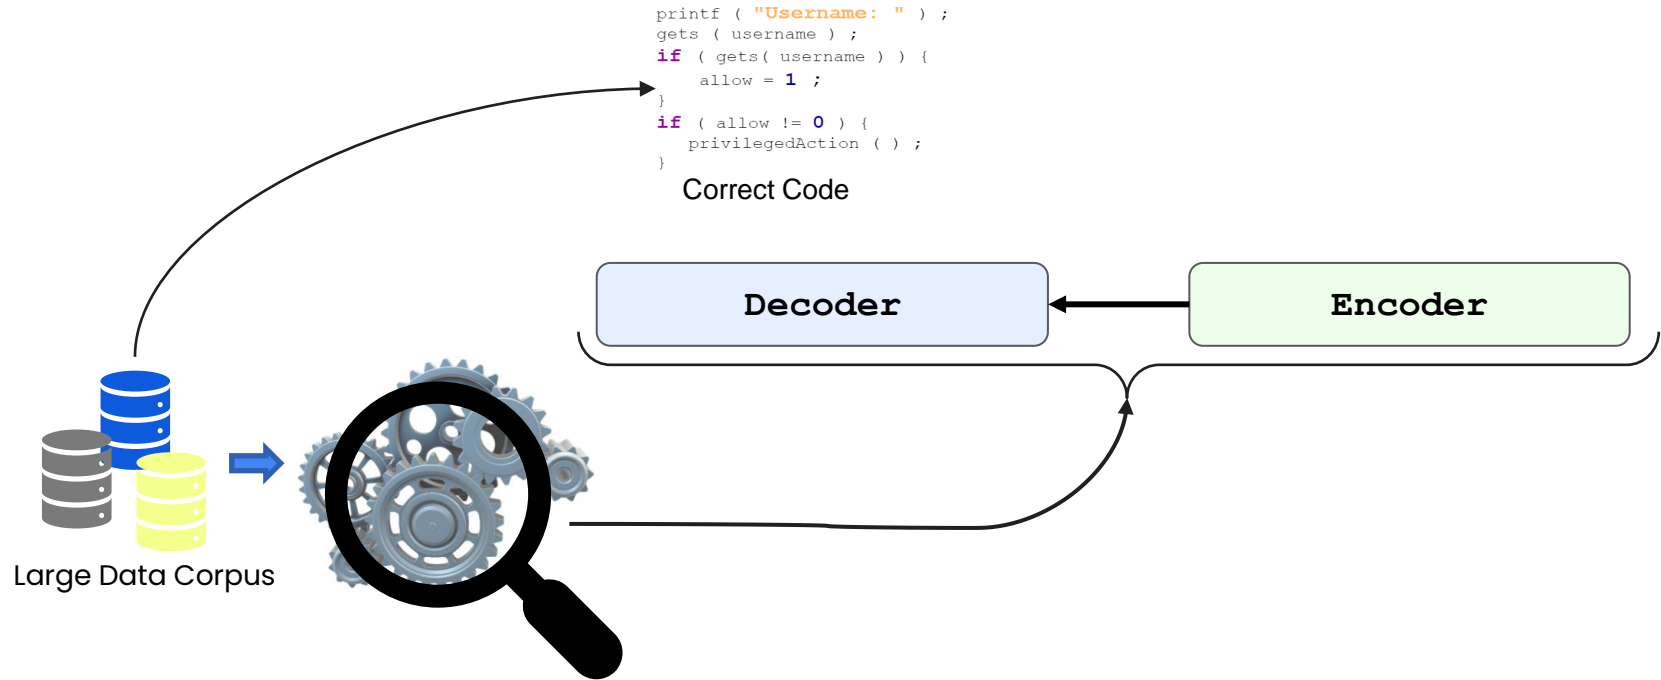 printf ( "Username: " ) ;
gets ( username ) ;
if ( gets( username ) ) {
allow = 1 ;
}
if ( allow != 0 ) {
privilegedAction ( ) ;
}
Correct Code
Decoder
Encoder
Large Data Corpus